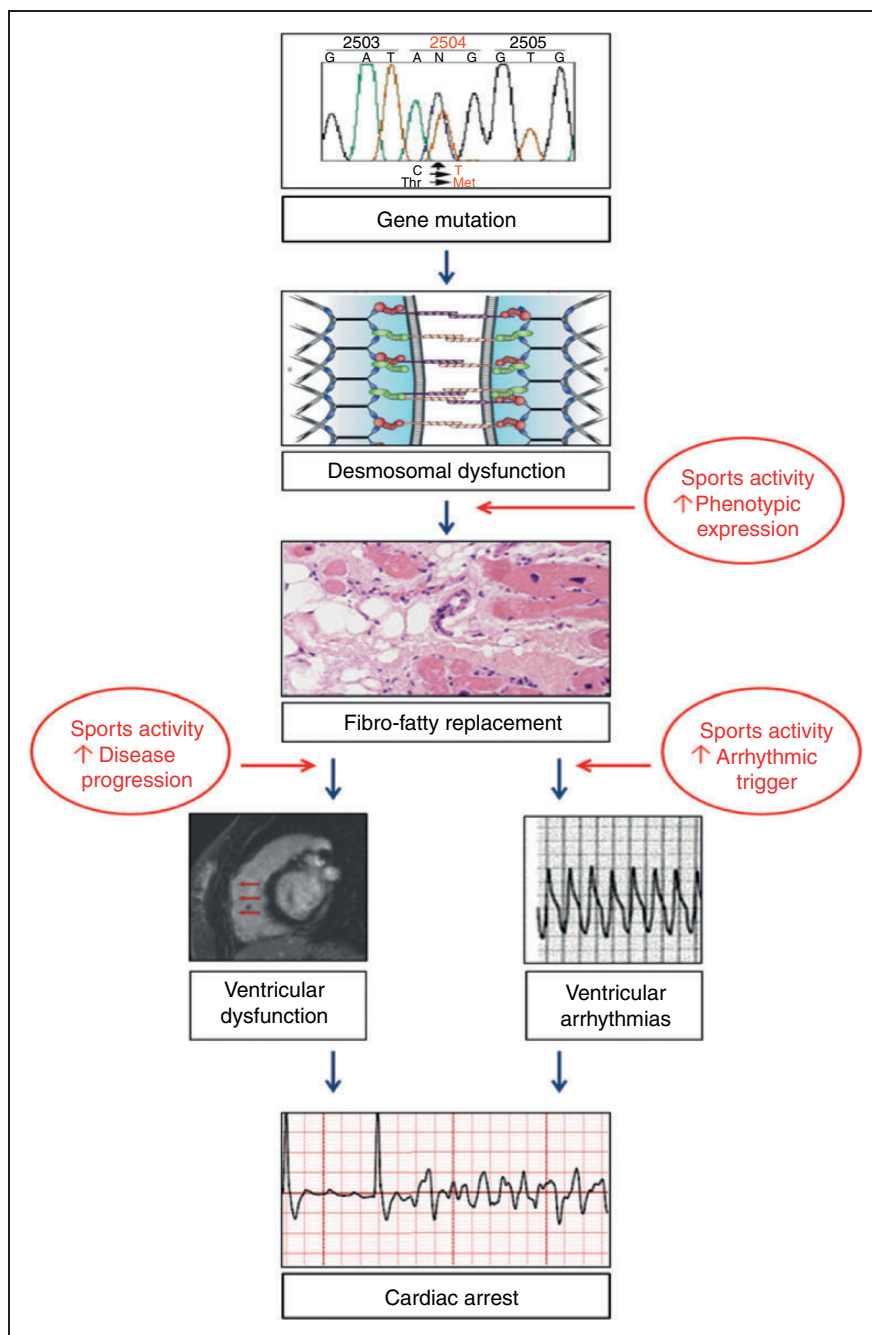 2503 2504 2505
G A T A N G G T G
C T
Thr Met
Gene mutation
Desmosomal dysfunction
Sports activity
↑Phenotypic
expression
Fibro-fatty replacement
Sports activity
↑ Disease
progression
Sports activity
↑ Arrhythmic
trigger
Ventricular
dysfunction
Ventricular
arrhythmias
Cardiac arrest